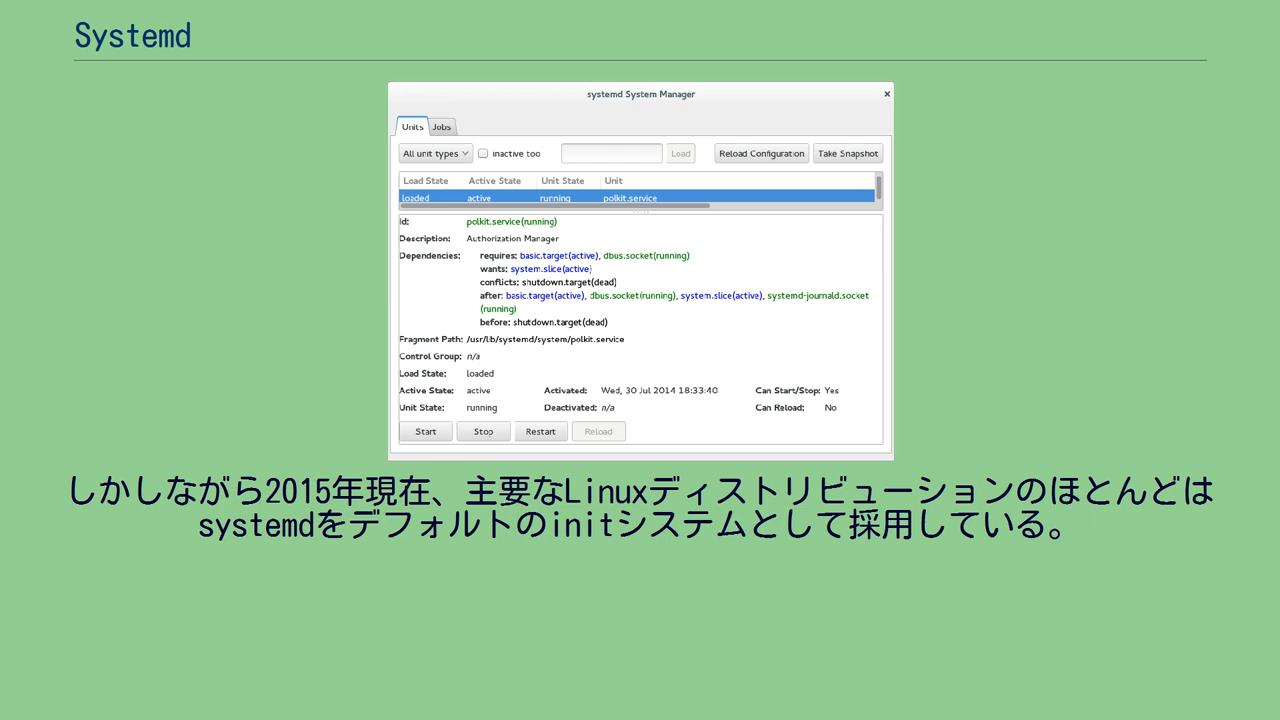 Systemd
systemd System Manager
Units Jobs
All unit types inactive too Load Reload Configuration Take Snapshot
Load State Active State Unit State Unit
loaded active running polkit.service
Id: polkit.service(running)
Description: Authorization Manager
Dependencies: requires: basic.target(active), dbus.socket(running)
wants: system.slice(active)
conflicts: shutdown.target(dead)
after: basic.target(active), dbus.socket(running), system.slice(active), systemd-journald.socket
(running)
before: shutdown.target(dead)
Fragment Path: /usr/lib/systemd/system/polkit.service
Control Group: n/a
Load State: loaded
Active State: active Activated: Wed, 30 Jul 2014 18:33:40 Can Start/Stop: Yes
Unit State: running Deactivated: n/a Can Reload: No
Start Stop Restart Reload
しかしながら2015年現在、主要なLinuxディストリビューションのほとんどは
systemdをデフォルトのinitシステムとして採用している。